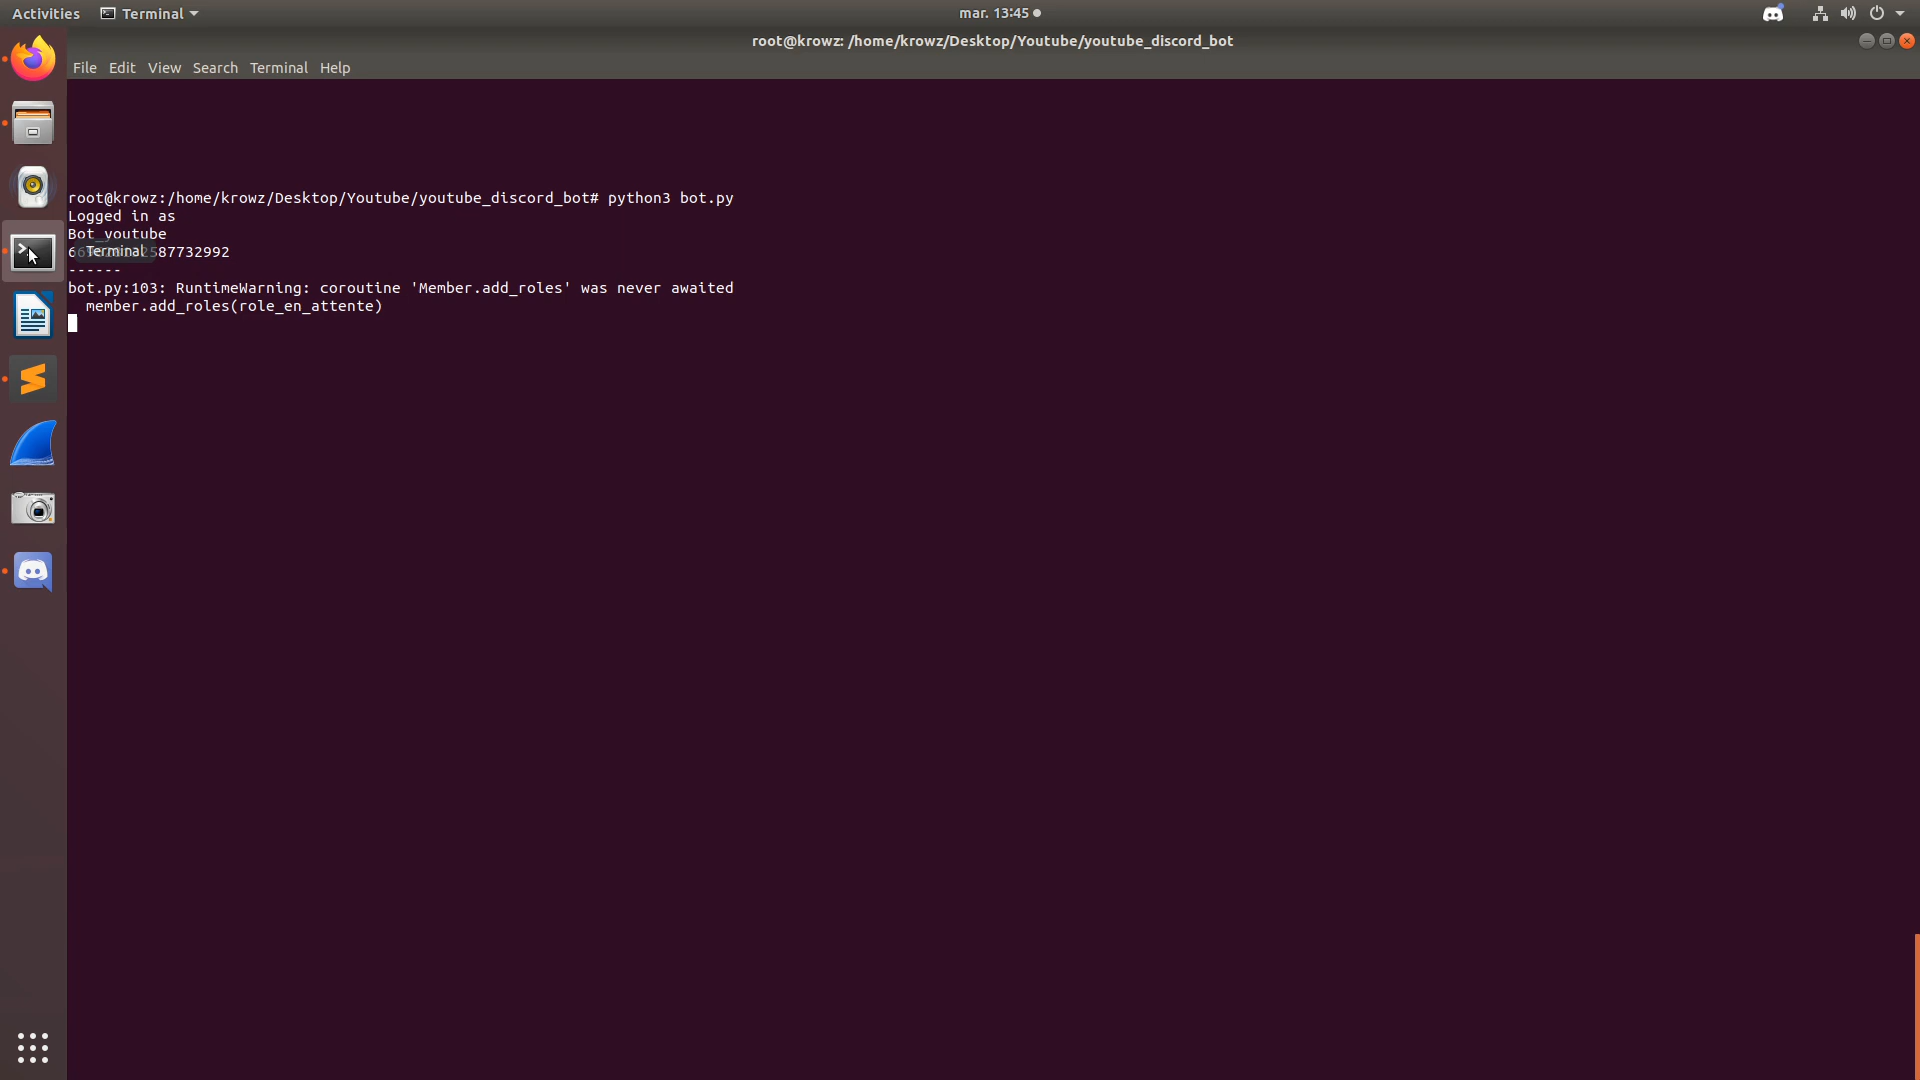 Activities Terminal mar. 13:45
root@krowz: /home/krowz/Desktop/Youtube/youtube_discord_bot
File Edit View Search Terminal Help
root@krowz:/home/krowz/Desktop/Youtube/youtube_discord_bot# python3 bot.py
Logged in as
Bot_youtube
Terminal 87732992
------
bot.py:103: RuntimeWarning: coroutine 'Member.add_roles' was never awaited
member.add_roles(role_en_attente)